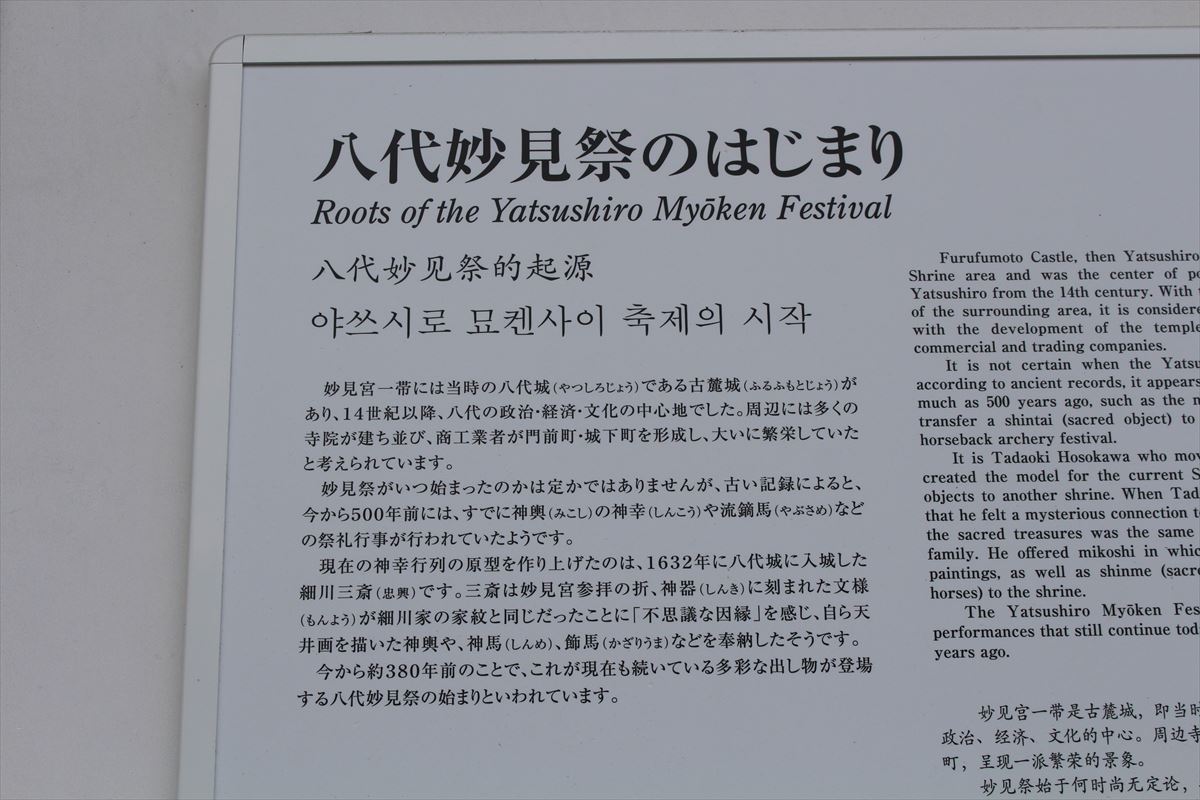 八代妙見祭のはじまり
Roots of the Yatsushiro Myōken Festival
八代妙见祭的起源
야쓰시로 묘켄사이 축제의 시작
妙見宮一帯には当時の八代城(やつしろじょう)である古麓城(ふるふもとじょう)が
あり、14世紀以降、八代の政治・経済・文化の中心地でした。周辺には多くの
寺院が建ち並び、商工業者が門前町・城下町を形成し、大いに繁栄していた
と考えられています。
妙見祭がいつ始まったのかは定かではありませんが、古い記録によると、
今から500年前には、すでに神輿(みこし)の神幸(しんこう)や流鏑馬(やぶさめ)など
の祭礼行事が行われていたようです。
現在の神幸行列の原型を作り上げたのは、1632年に八代城に入城した
細川三斎(忠興)です。三斎は妙見宮参拝の折、神器(しんき)に刻まれた文様
(もんよう)が細川家の家紋と同じだったことに「不思議な因縁」を感じ、自ら天
井画を描いた神輿や、神馬(しんめ)、飾馬(かざりうま)などを奉納したそうです。
今から約380年前のことで、これが現在も続いている多彩な出し物が登場
する八代妙見祭の始まりといわれています。
Furufumoto Castle, then Yatsushiro
Shrine area and was the center of
Yatsushiro from the 14th century. With
of the surrounding area, it is
with the development of the
commercial and trading companies.
It is not certain when the
according to ancient records, it appears
much as 500 years ago, such as the
transfer a shintai (sacred object) to
horseback archery festival.
It is Tadaoki Hosokawa who
created the model for the current
objects to another shrine. When
that he felt a mysterious connection
the sacred treasures was the same
family. He offered mikoshi in
paintings, as well as shinme
horses) to the shrine.
The Yatsushiro Myōken
performances that still continue
years ago.
妙见宫一带是古麓城，即当
政治、经济、文化的中心。周边
町，呈现一派繁荣的景象。
妙见祭始于何时尚无定论，